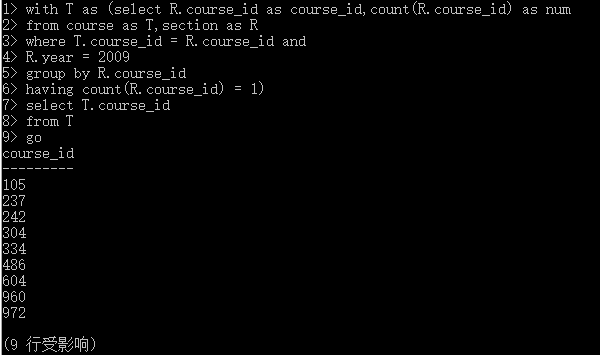 1> with T as (select R.course_id as course_id,count(R.course_id) as num
2> from course as T,section as R
3> where T.course_id = R.course_id and
4> R.year = 2009
5> group by R.course_id
6> having count(R.course_id) = 1)
7> select T.course_id
8> from T
9> go
course_id
---------
105
237
242
304
334
486
604
960
972
(9 行受影响)